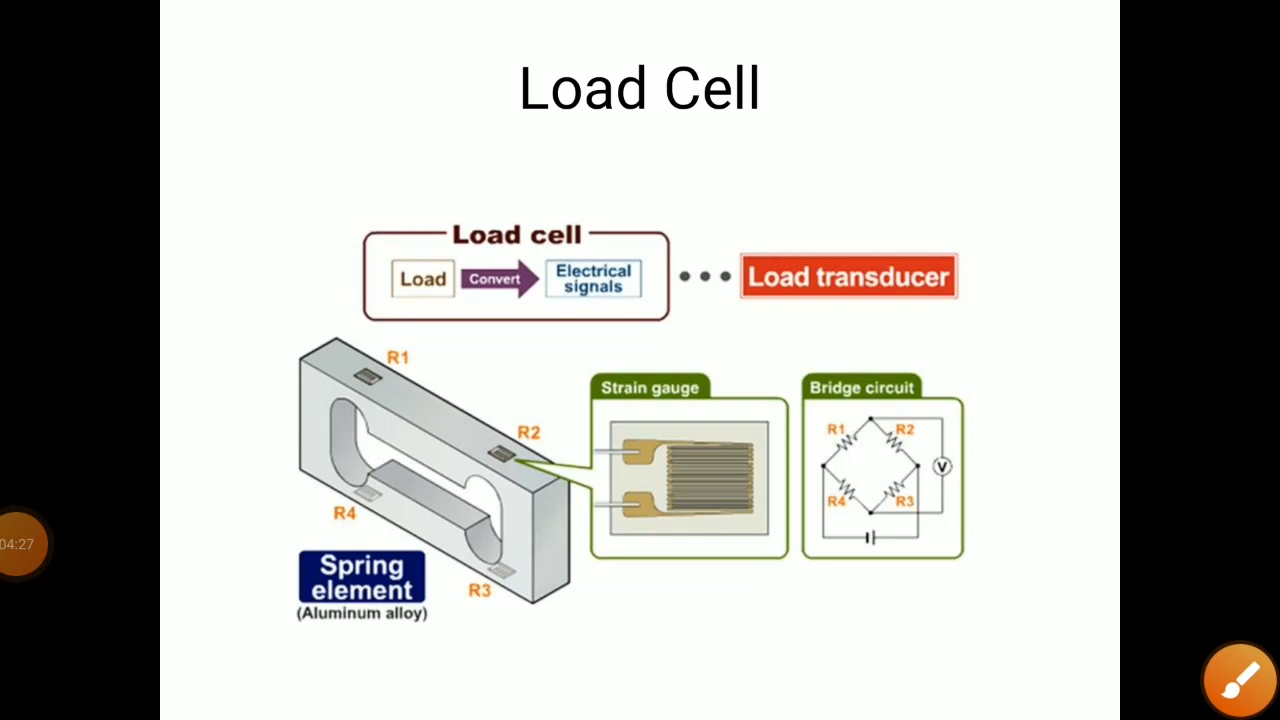 Load Cell
Load cell
Load
Convert
Electrical
signals
Load transducer
R1
R2
R4
R3
Spring
element
(Aluminum alloy)
Strain gauge
Bridge circuit
R1
R2
R4
R3
V
04:27